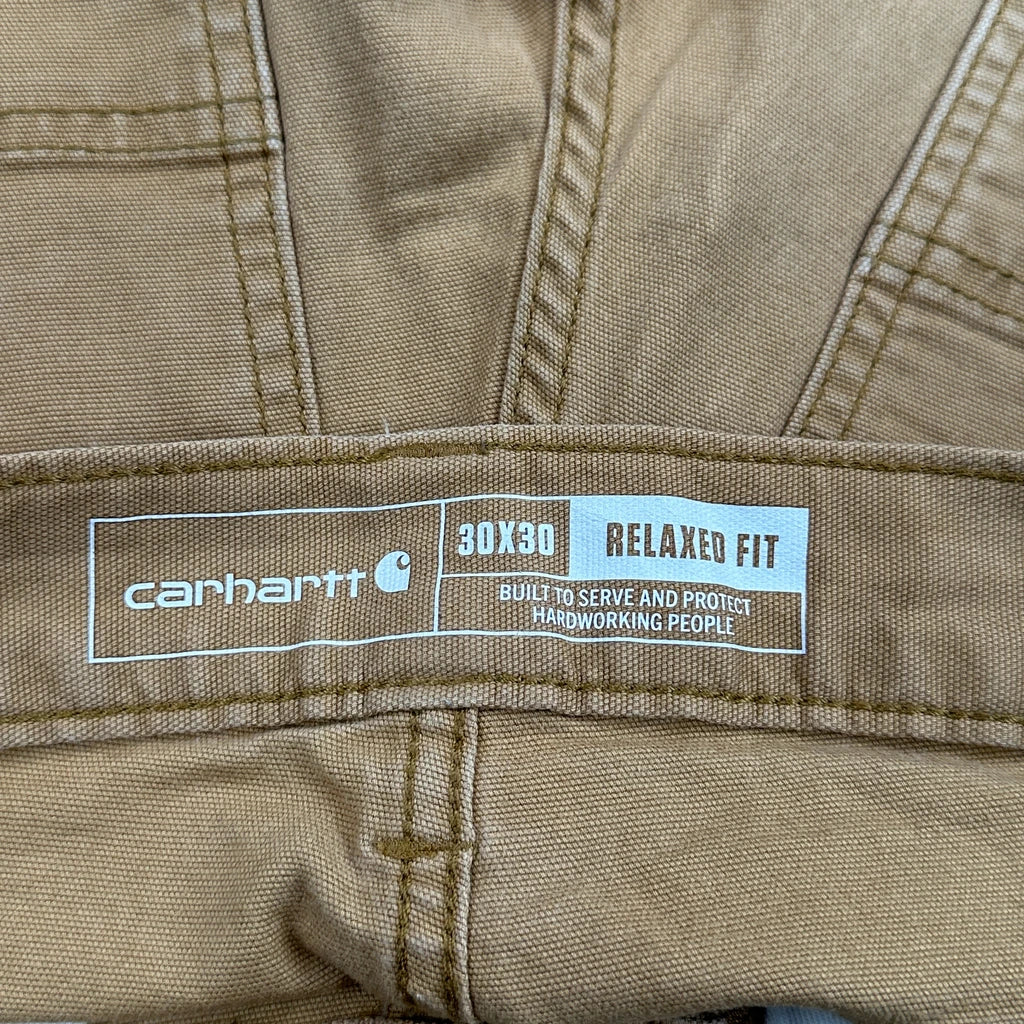 carhartt
30X30
RELAXED FIT
BUILT TO SERVE AND PROTECT
HARDWORKING PEOPLE